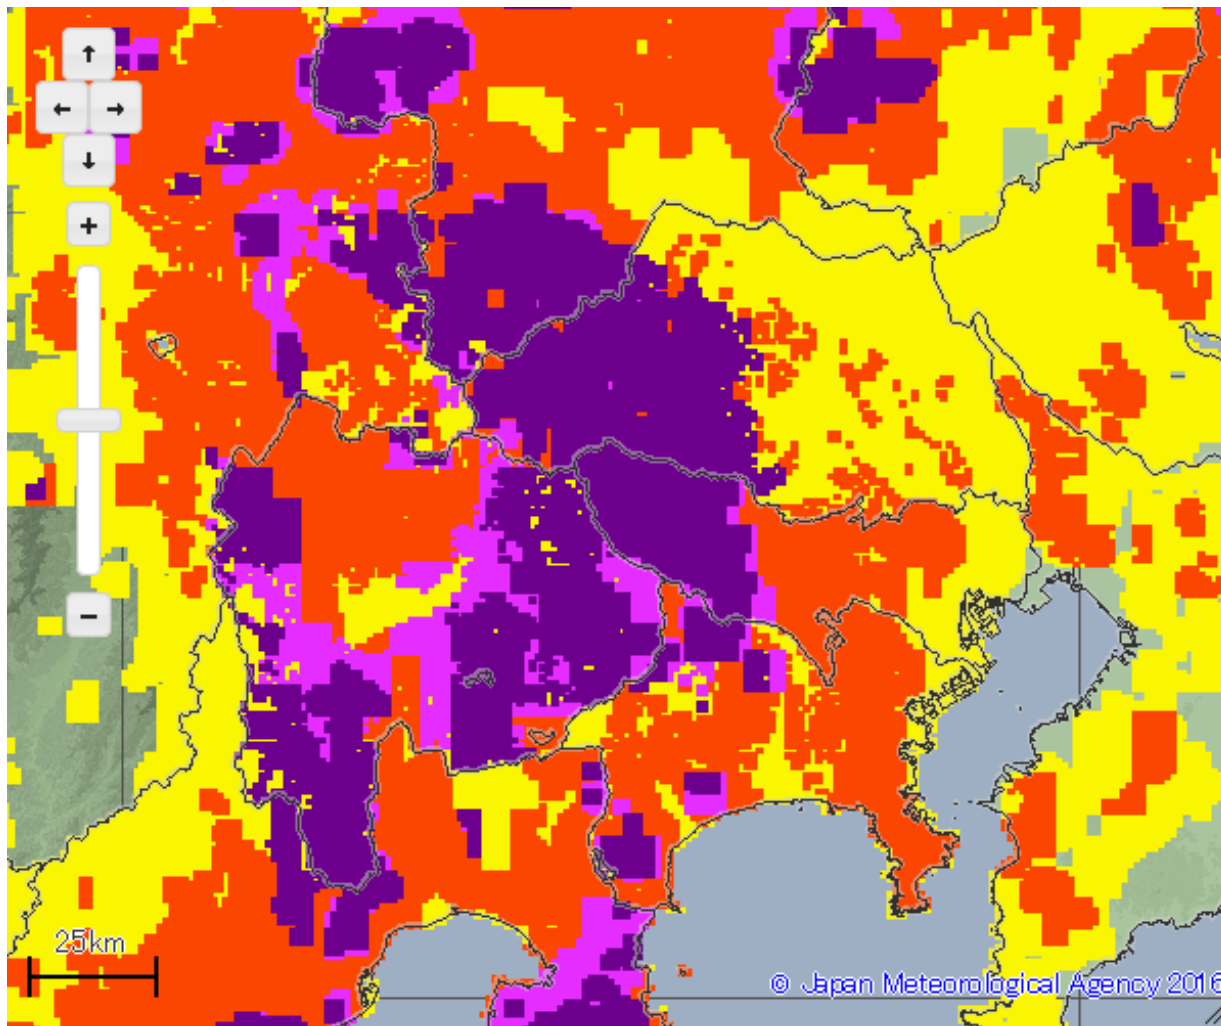 ↑
← →
↓
+
−
25km
© Japan Meteorological Agency 2016